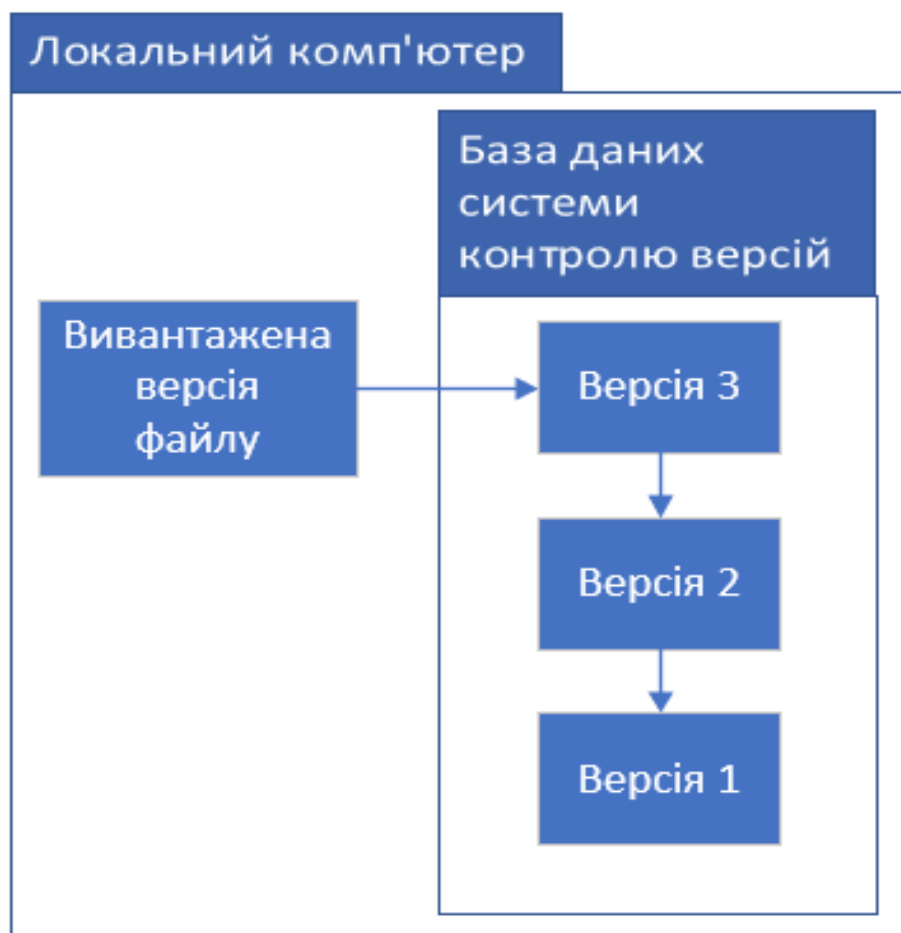 Локальний комп'ютер
База даних
системи
контролю версій
Вивантажена
версія
файлу
Версія 3
Версія 2
Версія 1